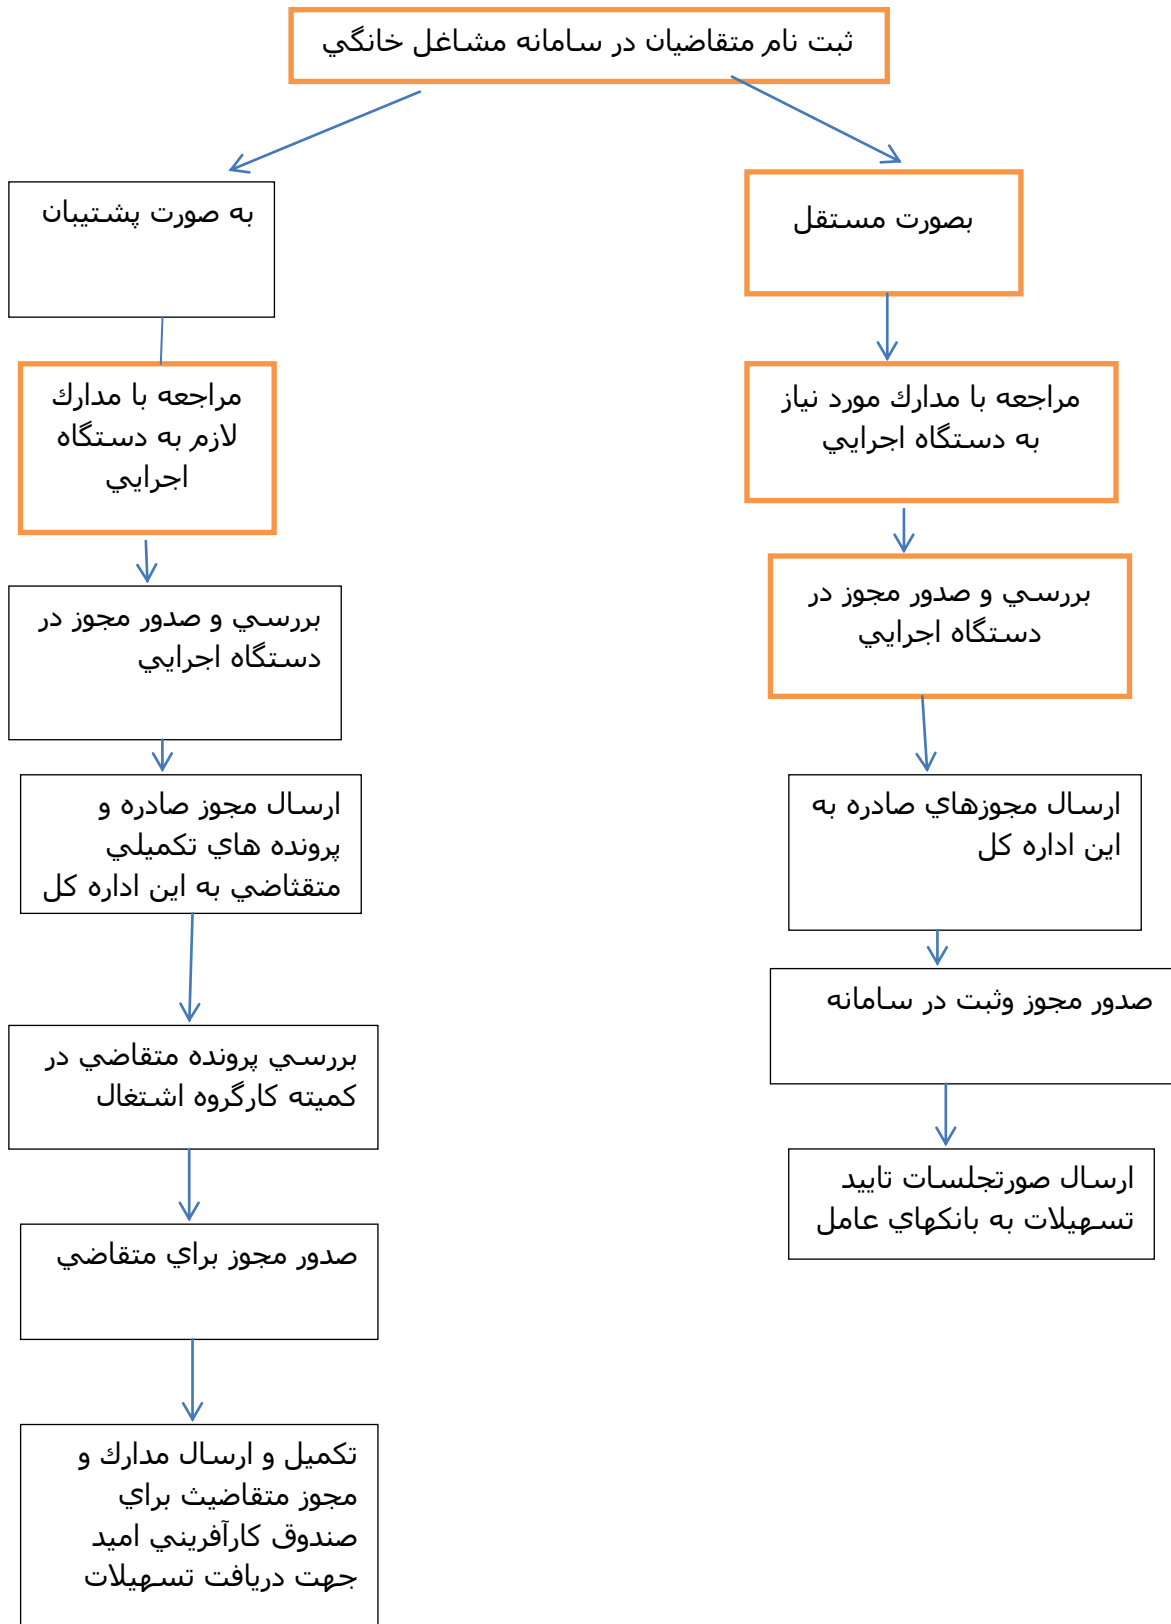 ثبت نام متقاضيان در سامانه مشاغل خانگي
بصورت مستقل
مراجعه با مدارك مورد نياز
به دستگاه اجرايي
بررسي و صدور مجوز در
دستگاه اجرايي
ارسال مجوزهاي صادره به
اين اداره كل
صدور مجوز وثبت در سامانه
ارسال صورتجلسات تاييد
تسهيلات به بانكهاي عامل
به صورت پشتيبان
مراجعه با مدارك
لازم به دستگاه
اجرايي
بررسي و صدور مجوز در
دستگاه اجرايي
ارسال مجوز صادره و
پرونده هاي تكميلي
متقثاضي به اين اداره كل
بررسي پرونده متقاضي در
كميته كارگروه اشتغال
صدور مجوز براي متقاضي
تكميل و ارسال مدارك و
مجوز متقاضيث براي
صندوق كارآفريني اميد
جهت دريافت تسهيلات